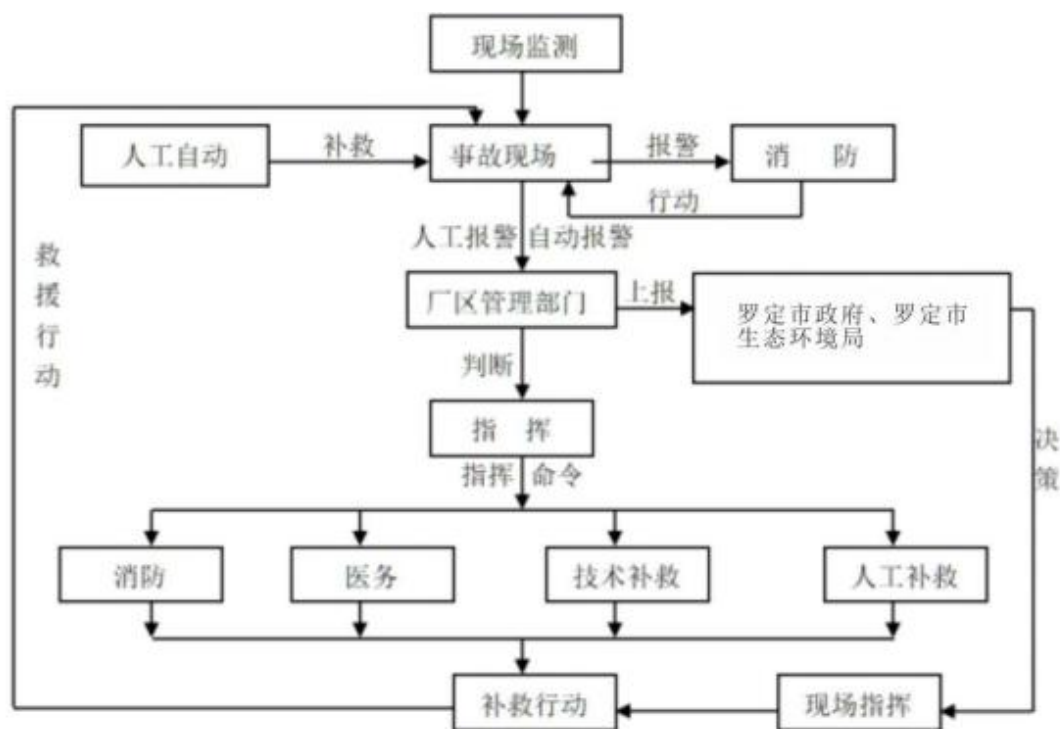 现场监测
人工自动
补救
事故现场
报警
消 防
行动
人工报警 自动报警
救援行动
厂区管理部门
上报
罗定市政府、罗定市
生态环境局
判断
指 挥
指挥 命令
决策
消防
医务
技术补救
人工补救
补救行动
现场指挥